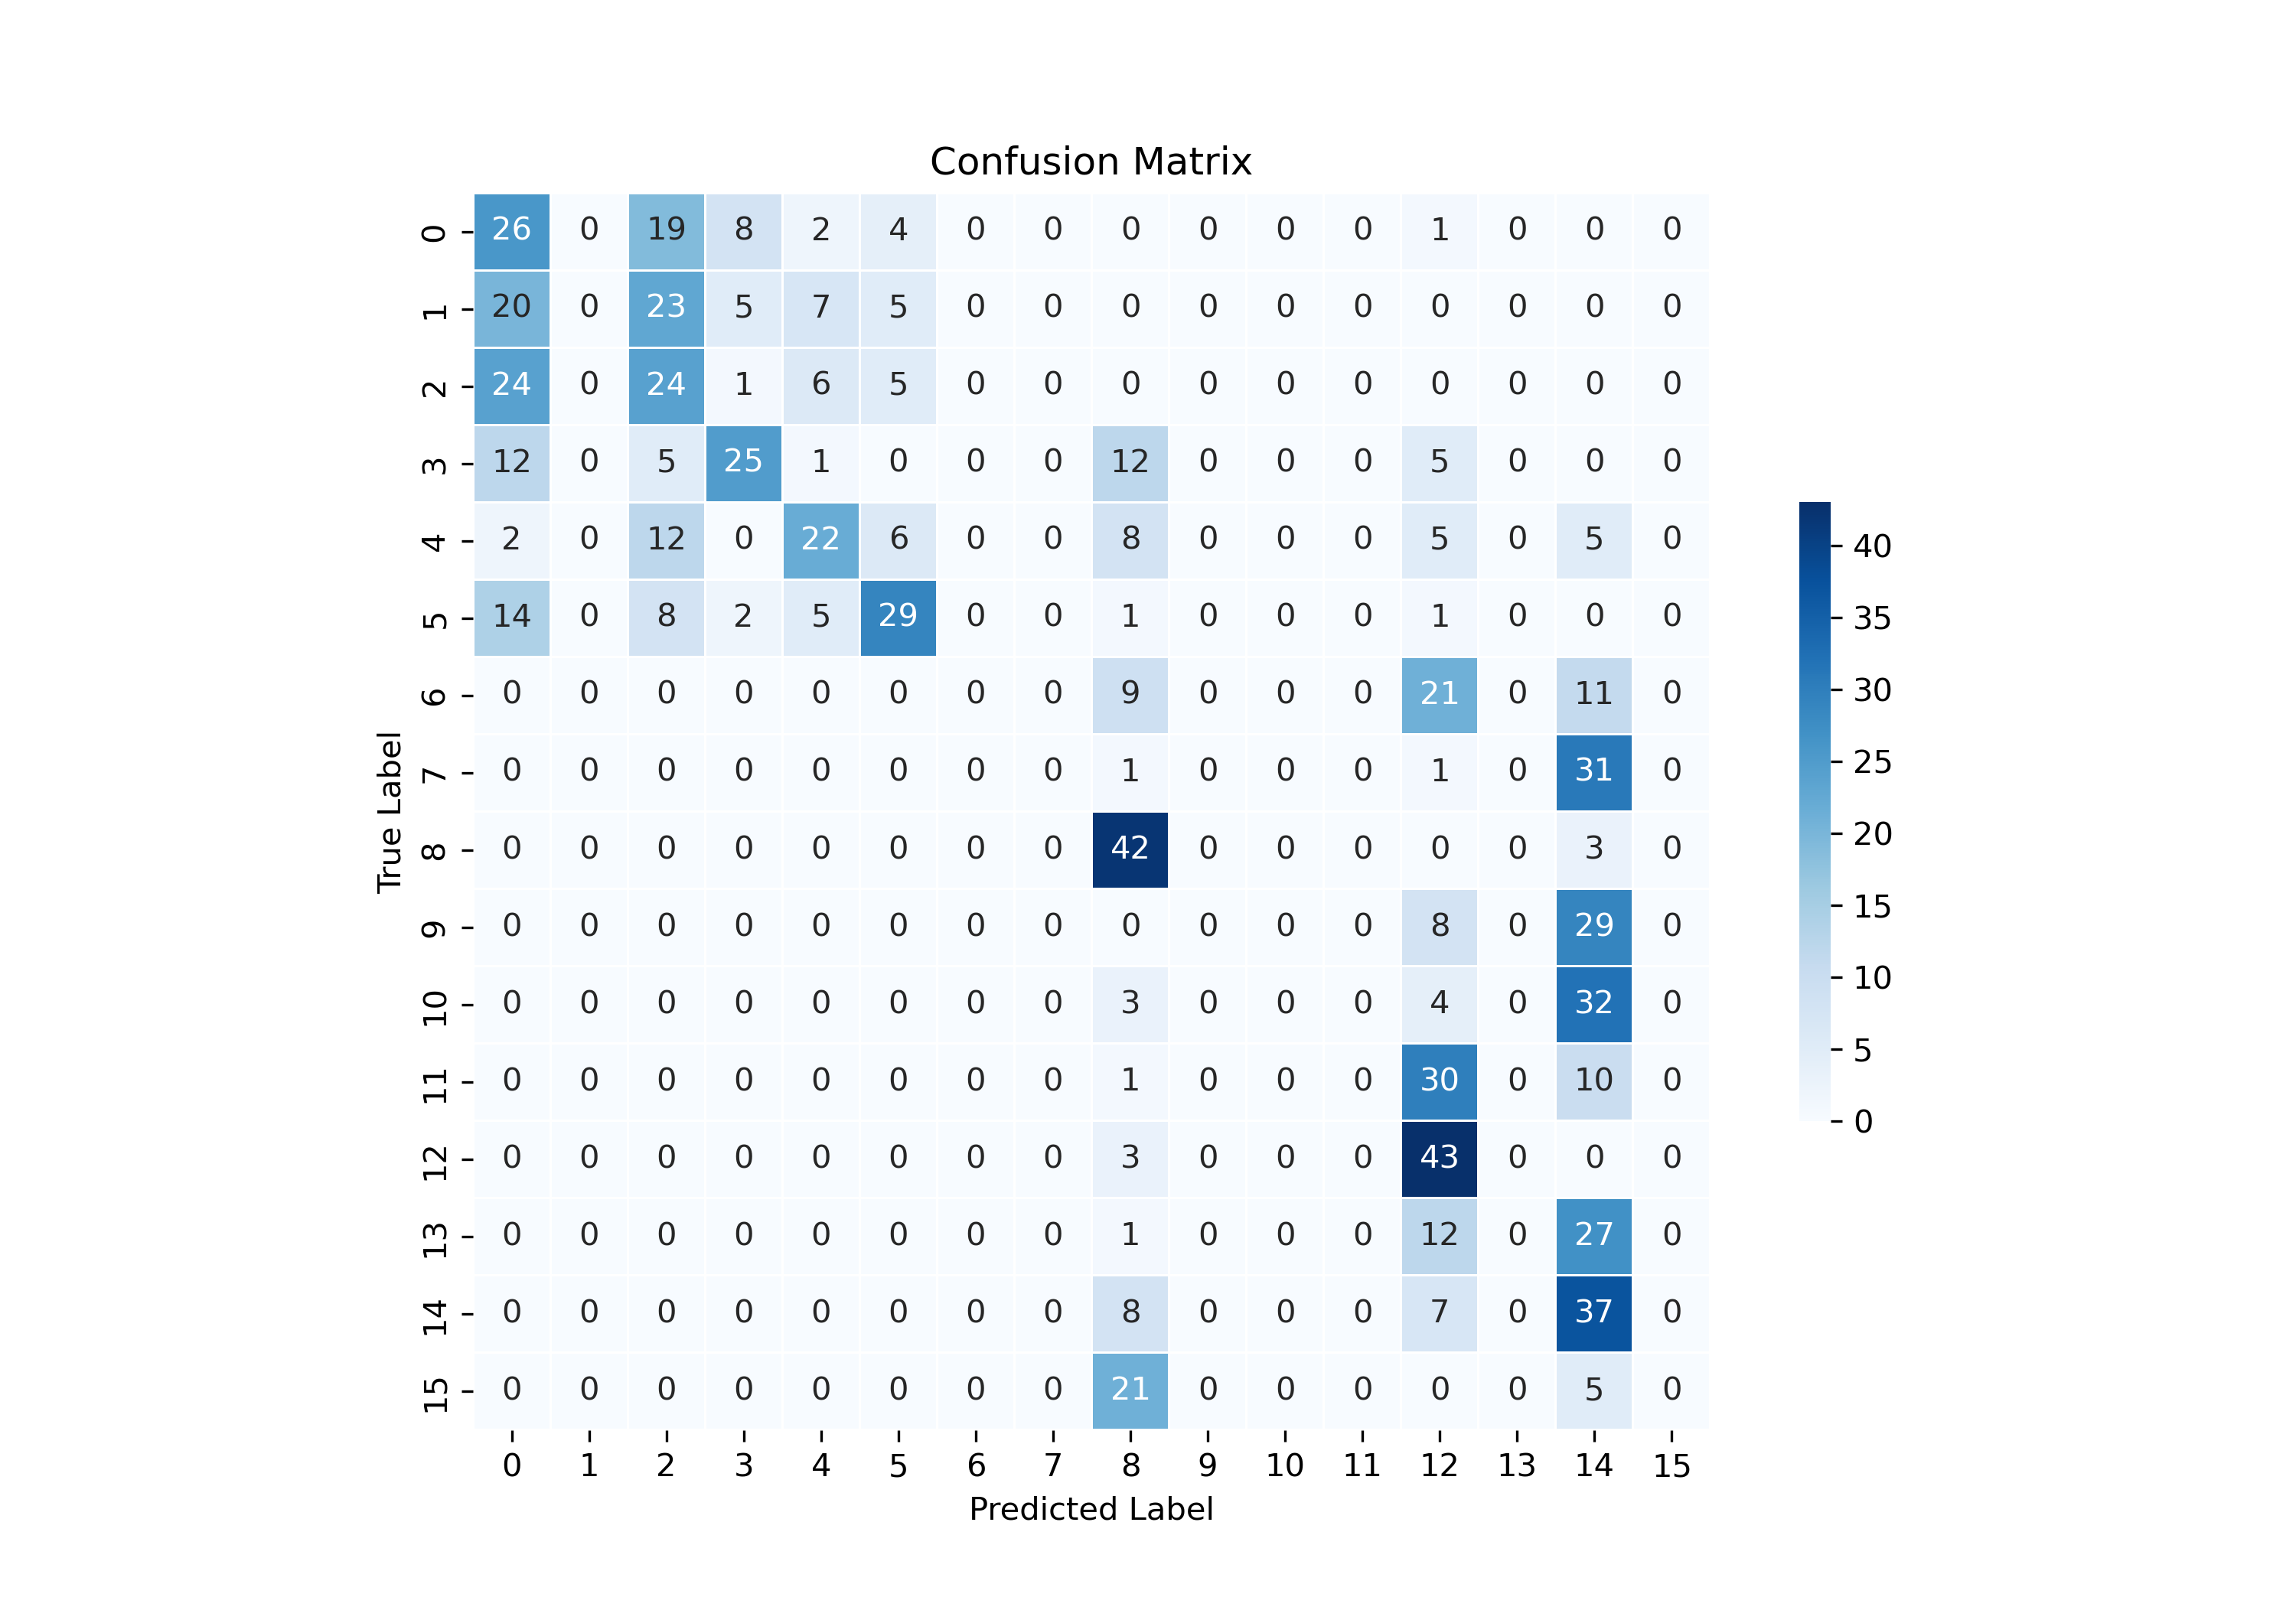 Confusion Matrix
0 26 0 19 8 2 4 0 0 0 0 0 0 1 0 0 0
1 20 0 23 5 7 5 0 0 0 0 0 0 0 0 0 0
2 24 0 24 1 6 5 0 0 0 0 0 0 0 0 0 0
3 12 0 5 25 1 0 0 0 12 0 0 0 5 0 0 0
4 2 0 12 0 22 6 0 0 8 0 0 0 5 0 5 0
5 14 0 8 2 5 29 0 0 1 0 0 0 1 0 0 0
6 0 0 0 0 0 0 0 0 9 0 0 0 21 0 11 0
7 0 0 0 0 0 0 0 0 1 0 0 0 1 0 31 0
8 0 0 0 0 0 0 0 0 42 0 0 0 0 0 3 0
9 0 0 0 0 0 0 0 0 0 0 0 0 8 0 29 0
10 0 0 0 0 0 0 0 0 3 0 0 0 4 0 32 0
11 0 0 0 0 0 0 0 0 1 0 0 0 30 0 10 0
12 0 0 0 0 0 0 0 0 3 0 0 0 43 0 0 0
13 0 0 0 0 0 0 0 0 1 0 0 0 12 0 27 0
14 0 0 0 0 0 0 0 0 8 0 0 0 7 0 37 0
15 0 0 0 0 0 0 0 0 21 0 0 0 0 0 5 0
0 1 2 3 4 5 6 7 8 9 10 11 12 13 14 15
Predicted Label
True Label
40
35
30
25
20
15
10
5
0